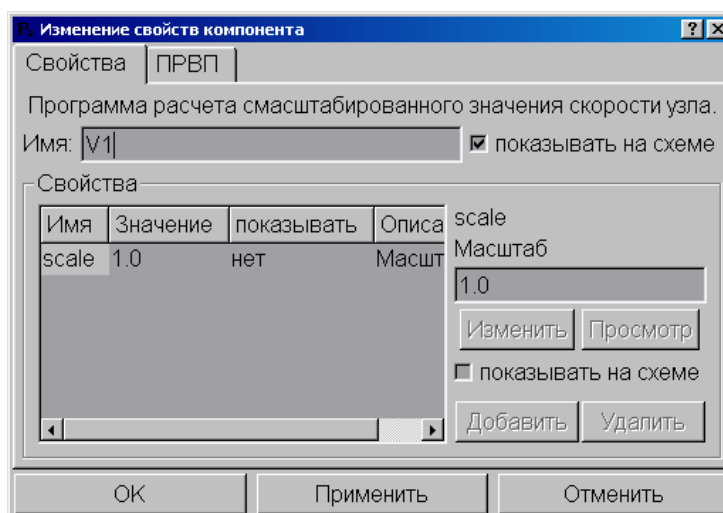 Изменение свойств компонента
Свойства ПРВП
Программа расчета смасштабированного значения скорости узла.
Имя: V1 показывать на схеме
Свойства
Имя Значение показывать Описа
scale 1.0 нет Масшт
scale
Масштаб
1.0
Изменить Просмотр
показывать на схеме
Добавить Удалить
OK Применить Отменить